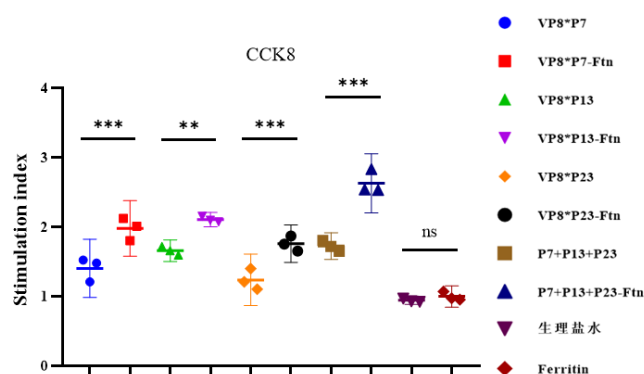 CCK8
Stimulation index
4
3
2
1
0
***
**
***
***
ns
VP8*P7
VP8*P7-Ftn
VP8*P13
VP8*P13-Ftn
VP8*P23
VP8*P23-Ftn
P7+P13+P23
P7+P13+P23-Ftn
生理盐水
Ferritin